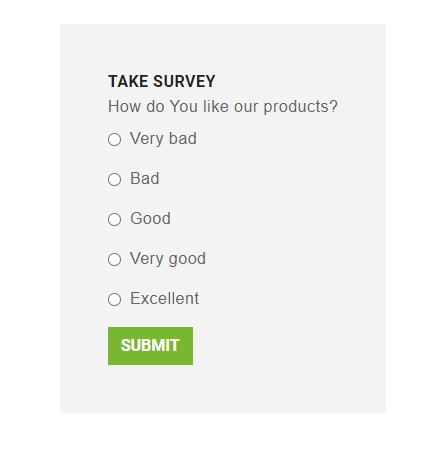 TAKE SURVEY
How do You like our products?
Very bad
Bad
Good
Very good
Excellent
SUBMIT